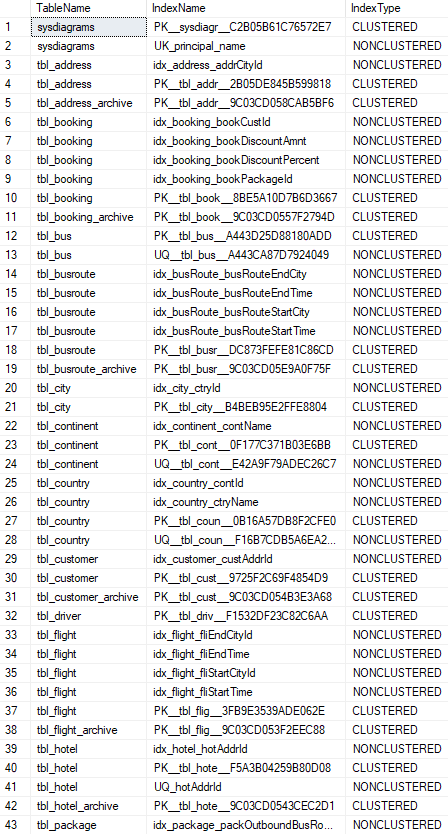 TableName IndexName IndexType
1 sysdiagrams PK__sysdiagr__C2B05B61C76572E7 CLUSTERED
2 sysdiagrams UK_principal_name NONCLUSTERED
3 tbl_address idx_address_addrCityId NONCLUSTERED
4 tbl_address PK__tbl_addr__2B05DE845B599818 CLUSTERED
5 tbl_address_archive PK__tbl_addr__9C03CD058CAB5BF6 CLUSTERED
6 tbl_booking idx_booking_bookCustId NONCLUSTERED
7 tbl_booking idx_booking_bookDiscountAmnt NONCLUSTERED
8 tbl_booking idx_booking_bookDiscountPercent NONCLUSTERED
9 tbl_booking idx_booking_bookPackageId NONCLUSTERED
10 tbl_booking PK__tbl_book__8BE5A10D7B6D3667 CLUSTERED
11 tbl_booking_archive PK__tbl_book__9C03CD0557F2794D CLUSTERED
12 tbl_bus PK__tbl_bus__A443D25D88180ADD CLUSTERED
13 tbl_bus UQ__tbl_bus__A443CA87D7924049 NONCLUSTERED
14 tbl_busroute idx_busRoute_busRouteEndCity NONCLUSTERED
15 tbl_busroute idx_busRoute_busRouteEndTime NONCLUSTERED
16 tbl_busroute idx_busRoute_busRouteStartCity NONCLUSTERED
17 tbl_busroute idx_busRoute_busRouteStartTime NONCLUSTERED
18 tbl_busroute PK__tbl_busr__DC873FEFE81C86CD CLUSTERED
19 tbl_busroute_archive PK__tbl_busr__9C03CD05E9A0F75F CLUSTERED
20 tbl_city idx_city_ctryId NONCLUSTERED
21 tbl_city PK__tbl_city__B4BEB95E2FFE8804 CLUSTERED
22 tbl_continent idx_continent_contName NONCLUSTERED
23 tbl_continent PK__tbl_cont__0F177C371B03E6BB CLUSTERED
24 tbl_continent UQ__tbl_cont__E42A9F79ADEC26C7 NONCLUSTERED
25 tbl_country idx_country_contId NONCLUSTERED
26 tbl_country idx_country_ctryName NONCLUSTERED
27 tbl_country PK__tbl_coun__0B16A57DB8F2CFE0 CLUSTERED
28 tbl_country UQ__tbl_coun__F16B7CDB5A6EA2... NONCLUSTERED
29 tbl_customer idx_customer_custAddrId NONCLUSTERED
30 tbl_customer PK__tbl_cust__9725F2C69F4854D9 CLUSTERED
31 tbl_customer_archive PK__tbl_cust__9C03CD054B3E3A68 CLUSTERED
32 tbl_driver PK__tbl_driv__F1532DF23C82C6AA CLUSTERED
33 tbl_flight idx_flight_fliEndCityId NONCLUSTERED
34 tbl_flight idx_flight_fliEndTime NONCLUSTERED
35 tbl_flight idx_flight_fliStartCityId NONCLUSTERED
36 tbl_flight idx_flight_fliStartTime NONCLUSTERED
37 tbl_flight PK__tbl_flig__3FB9E3539ADE062E CLUSTERED
38 tbl_flight_archive PK__tbl_flig__9C03CD053F2EEC88 CLUSTERED
39 tbl_hotel idx_hotel_hotAddrId NONCLUSTERED
40 tbl_hotel PK__tbl_hote__F5A3B04259B80D08 CLUSTERED
41 tbl_hotel UQ_hotAddrId NONCLUSTERED
42 tbl_hotel_archive PK__tbl_hote__9C03CD0543CEC2D1 CLUSTERED
43 tbl_package idx_package_packOutboundBusRo... NONCLUSTERED